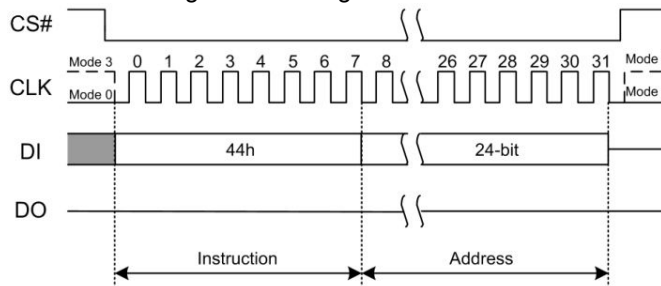 CS#
Mode 3 0 1 2 3 4 5 6 7 8 26 27 28 29 30 31 Mode
CLK
Mode 0 Mode
DI 44h 24-bit
DO
Instruction Address